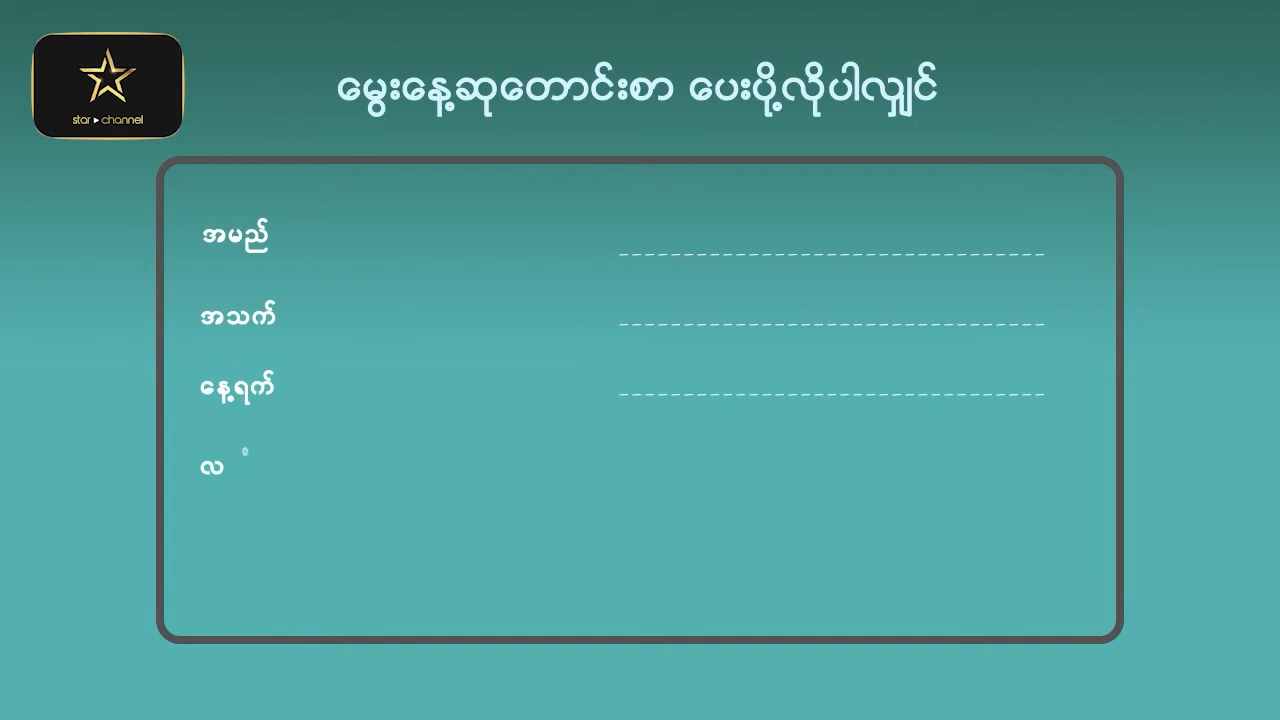 star channel
မွေးနေ့ဆုတောင်းစာ ပေးပို့လိုပါလျှင်
အမည်
အသက်
နေ့ရက်
လ